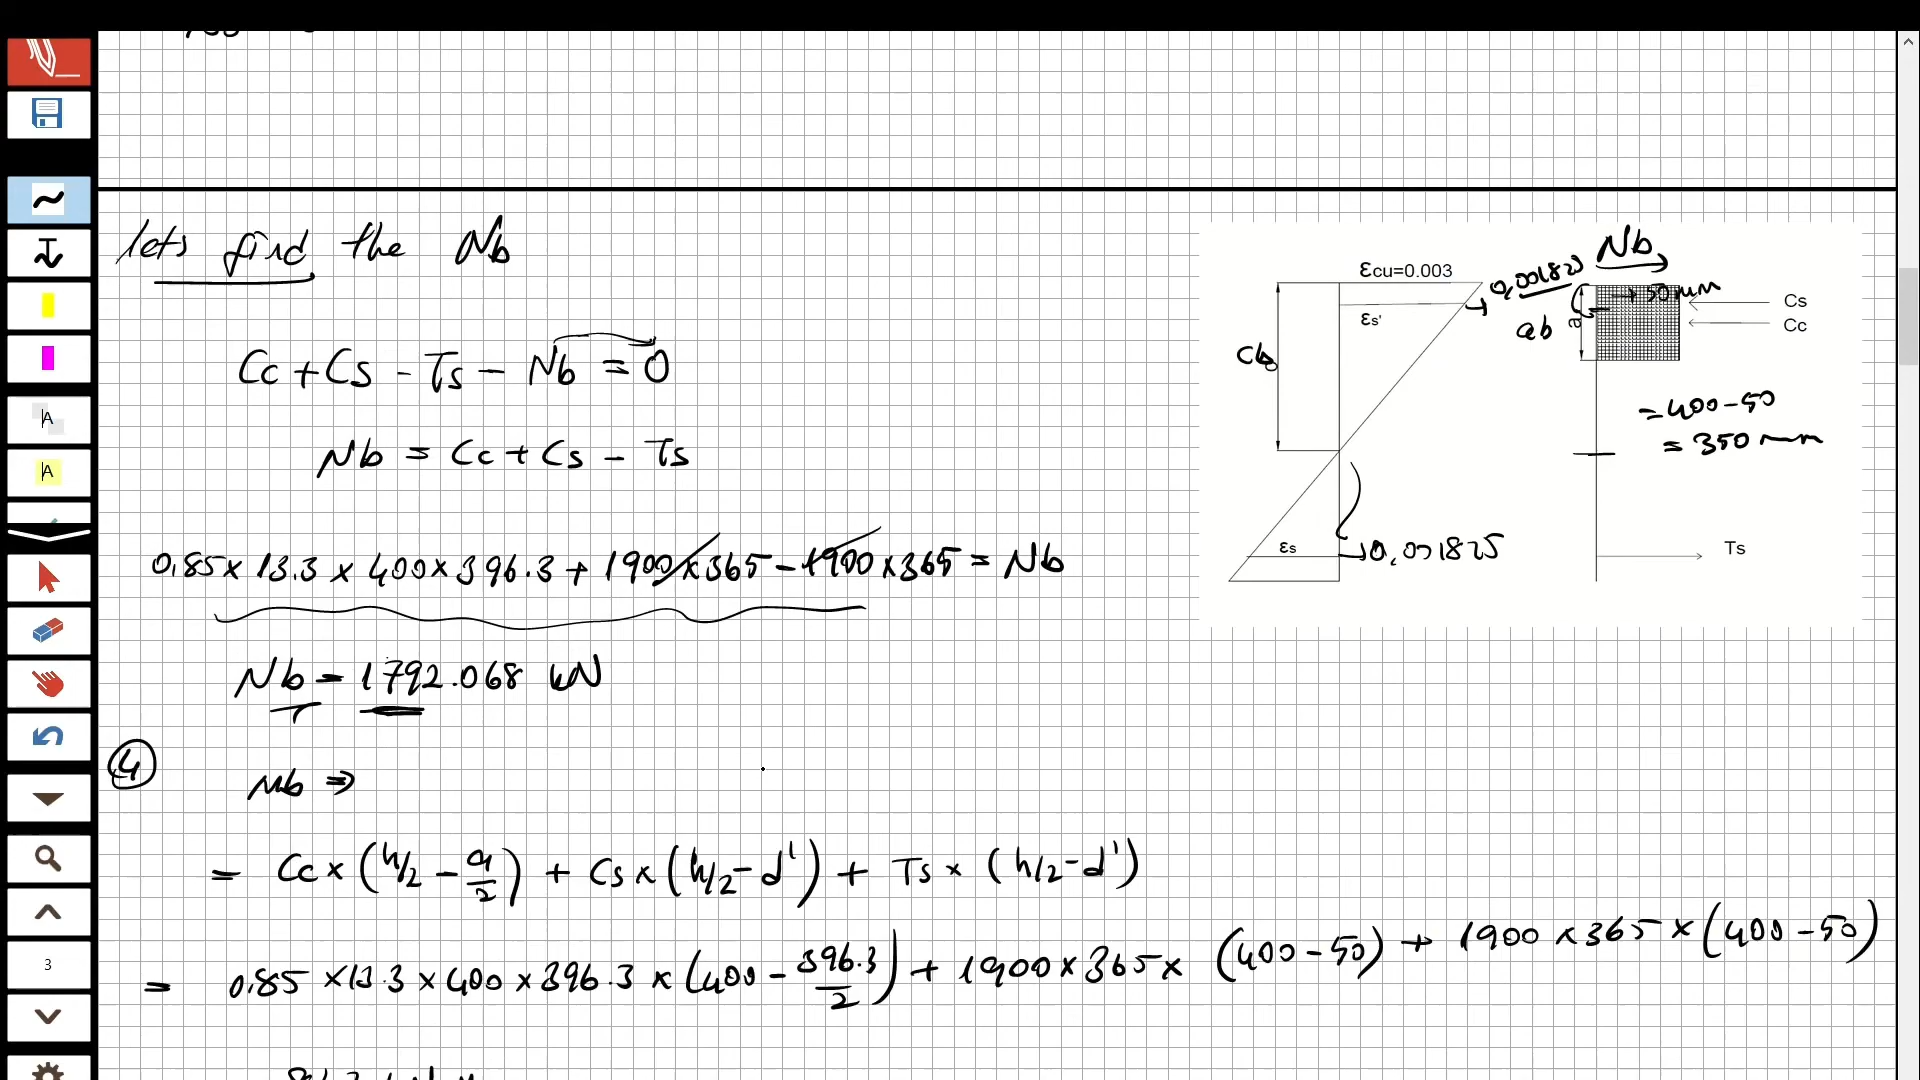 lets find the Nb
Cc + Cs - Ts - Nb = 0
Nb = Cc + Cs - Ts
0.85 x 13.3 x 400 x 396.3 + 1900 x 365 - 1900 x 365 = Nb
Nb = 1792.068 kN
4
Mb ⇒
= Cc x (h/2 - a/2) + Cs x (h/2 - d') + Ts x (h/2 - d')
= 0.85 x 13.3 x 400 x 396.3 x (400 - 396.3/2) + 1900 x 365 x (400 - 50) + 1900 x 365 x (400 - 50)
Nb
εcu=0.003
0,001825
50mm
εs'
ab
a
Cs
Cc
Cb
= 400 - 50
= 350 mm
εs
0,001825
Ts
A
A
3